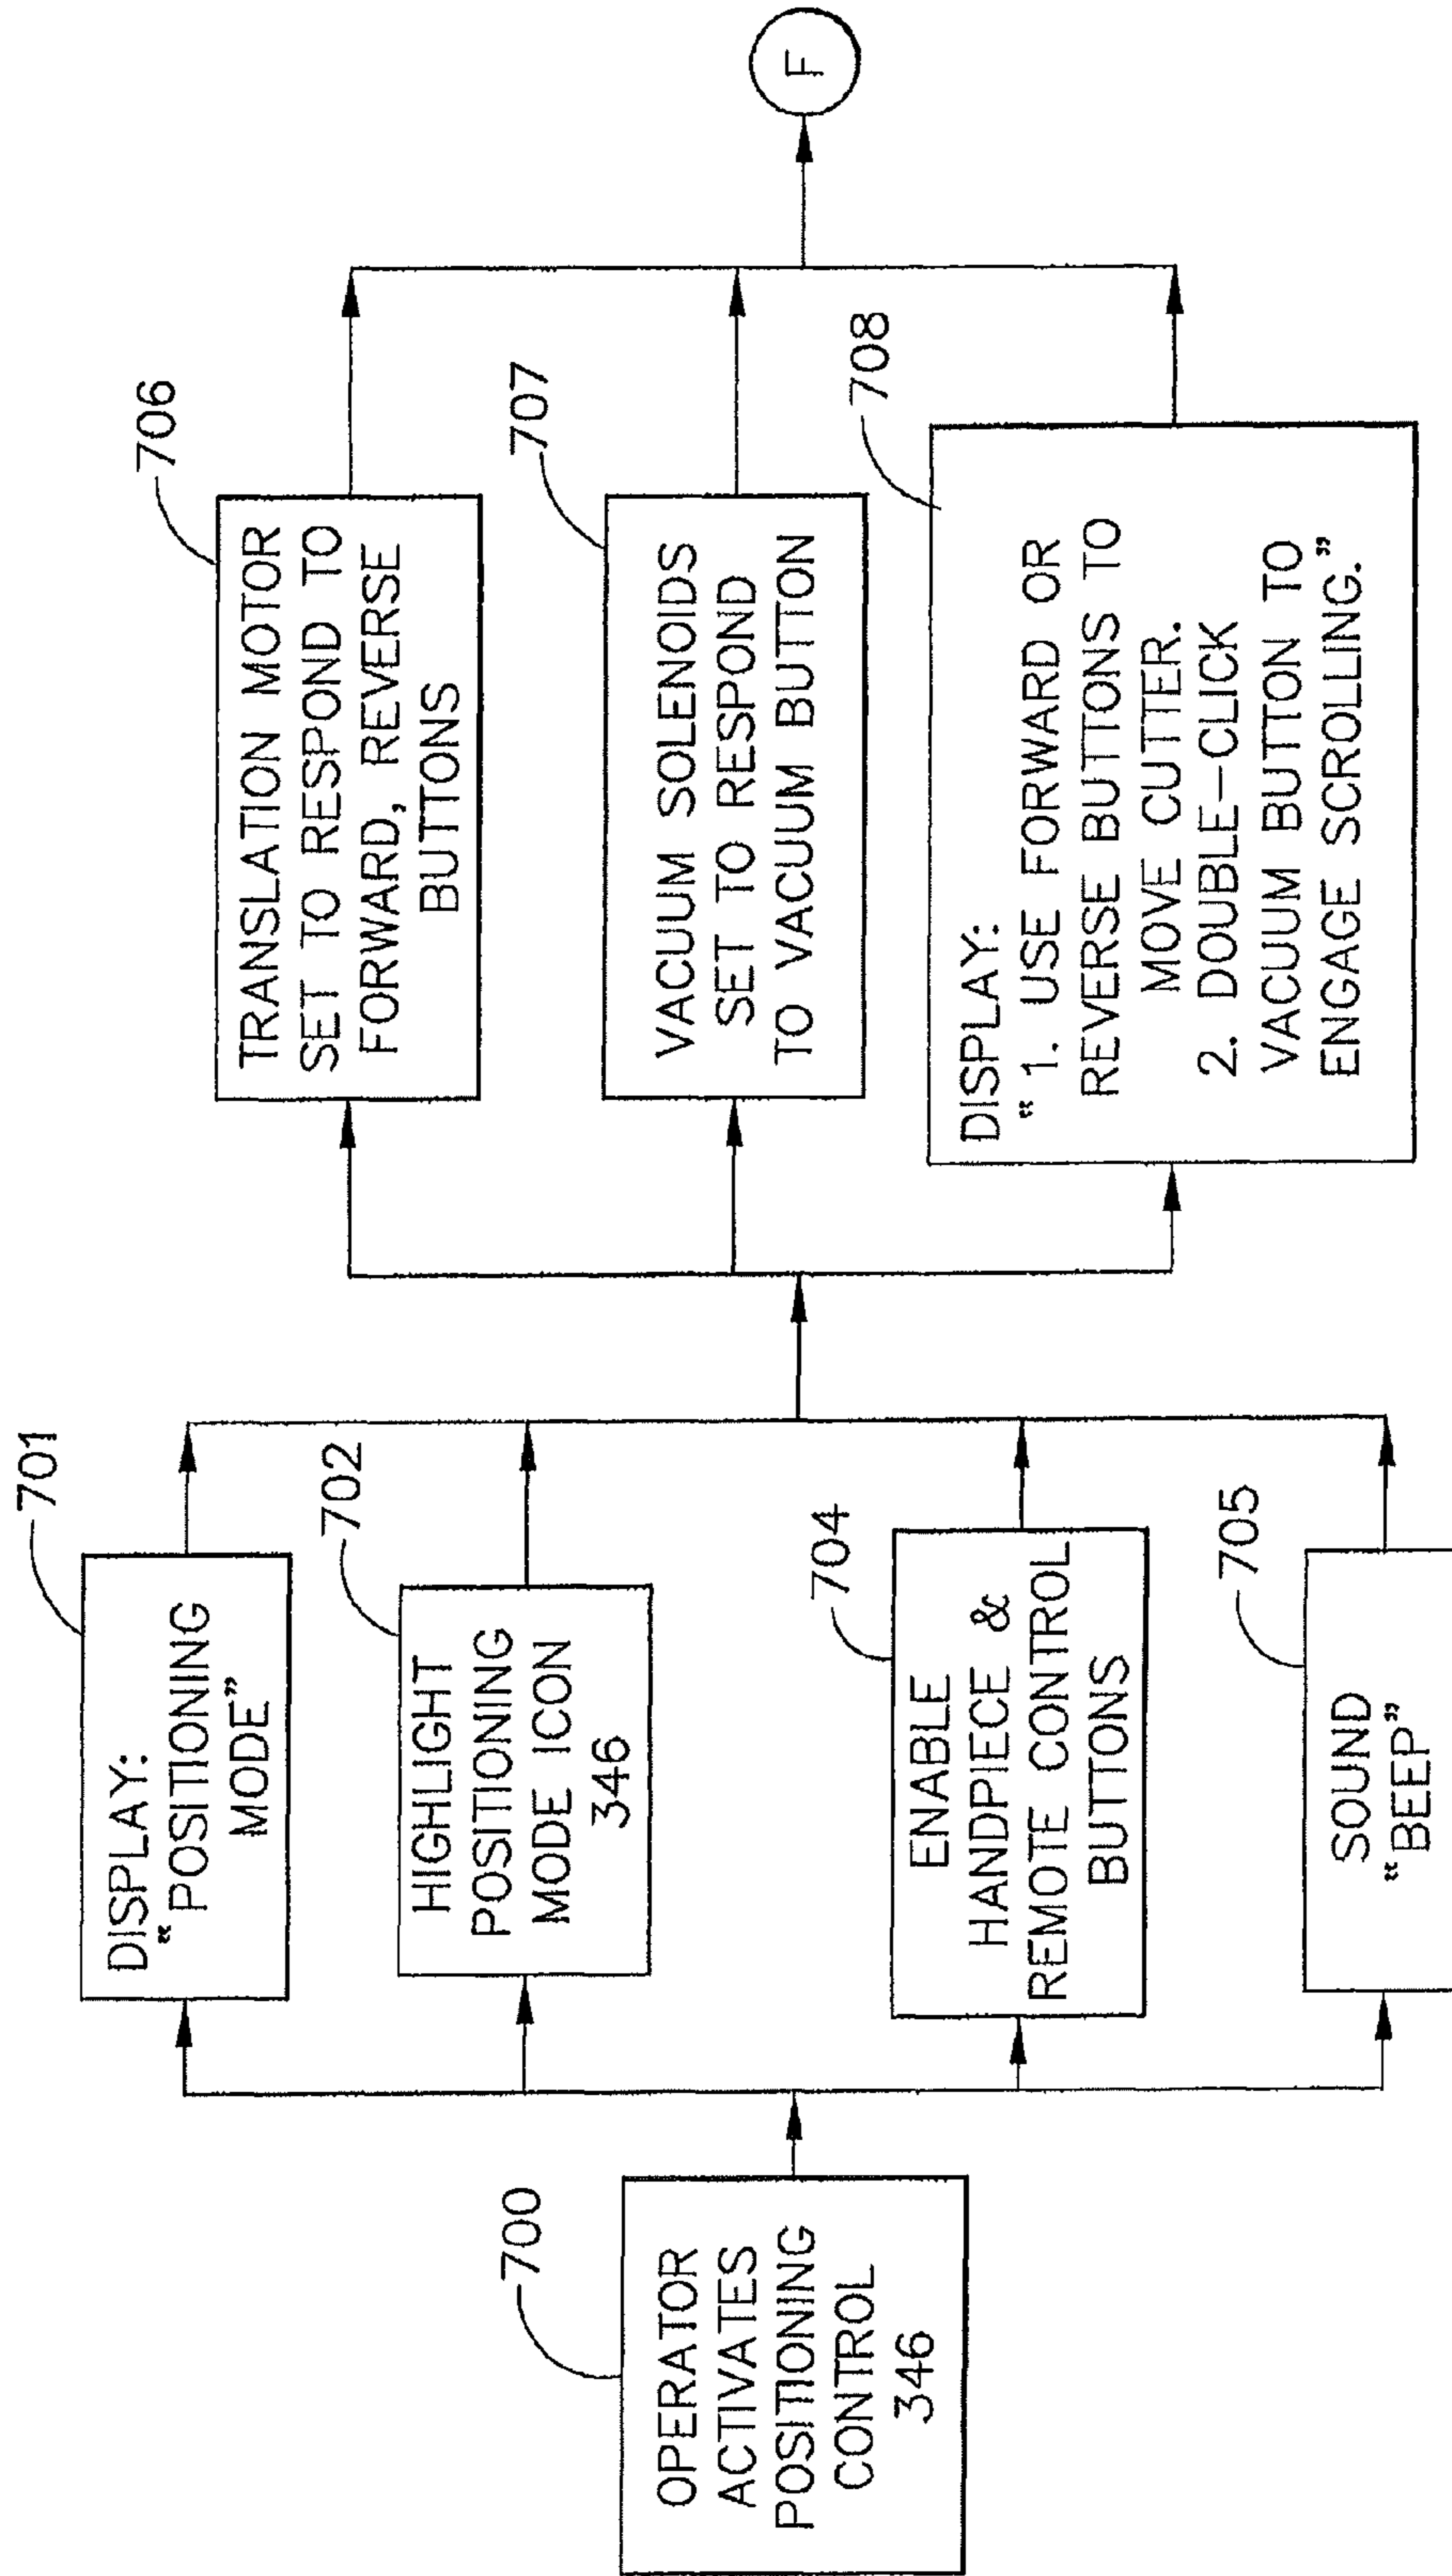 700
OPERATOR
ACTIVATES
POSITIONING
CONTROL
346
701
DISPLAY:
“POSITIONING
MODE”
702
HIGHLIGHT
POSITIONING
MODE ICON
346
704
ENABLE
HANDPIECE &
REMOTE CONTROL
BUTTONS
705
SOUND
“BEEP”
706
TRANSLATION MOTOR
SET TO RESPOND TO
FORWARD, REVERSE
BUTTONS
707
VACUUM SOLENOIDS
SET TO RESPOND
TO VACUUM BUTTON
708
DISPLAY:
“1. USE FORWARD OR
REVERSE BUTTONS TO
MOVE CUTTER.
2. DOUBLE-CLICK
VACUUM BUTTON TO
ENGAGE SCROLLING.”
F